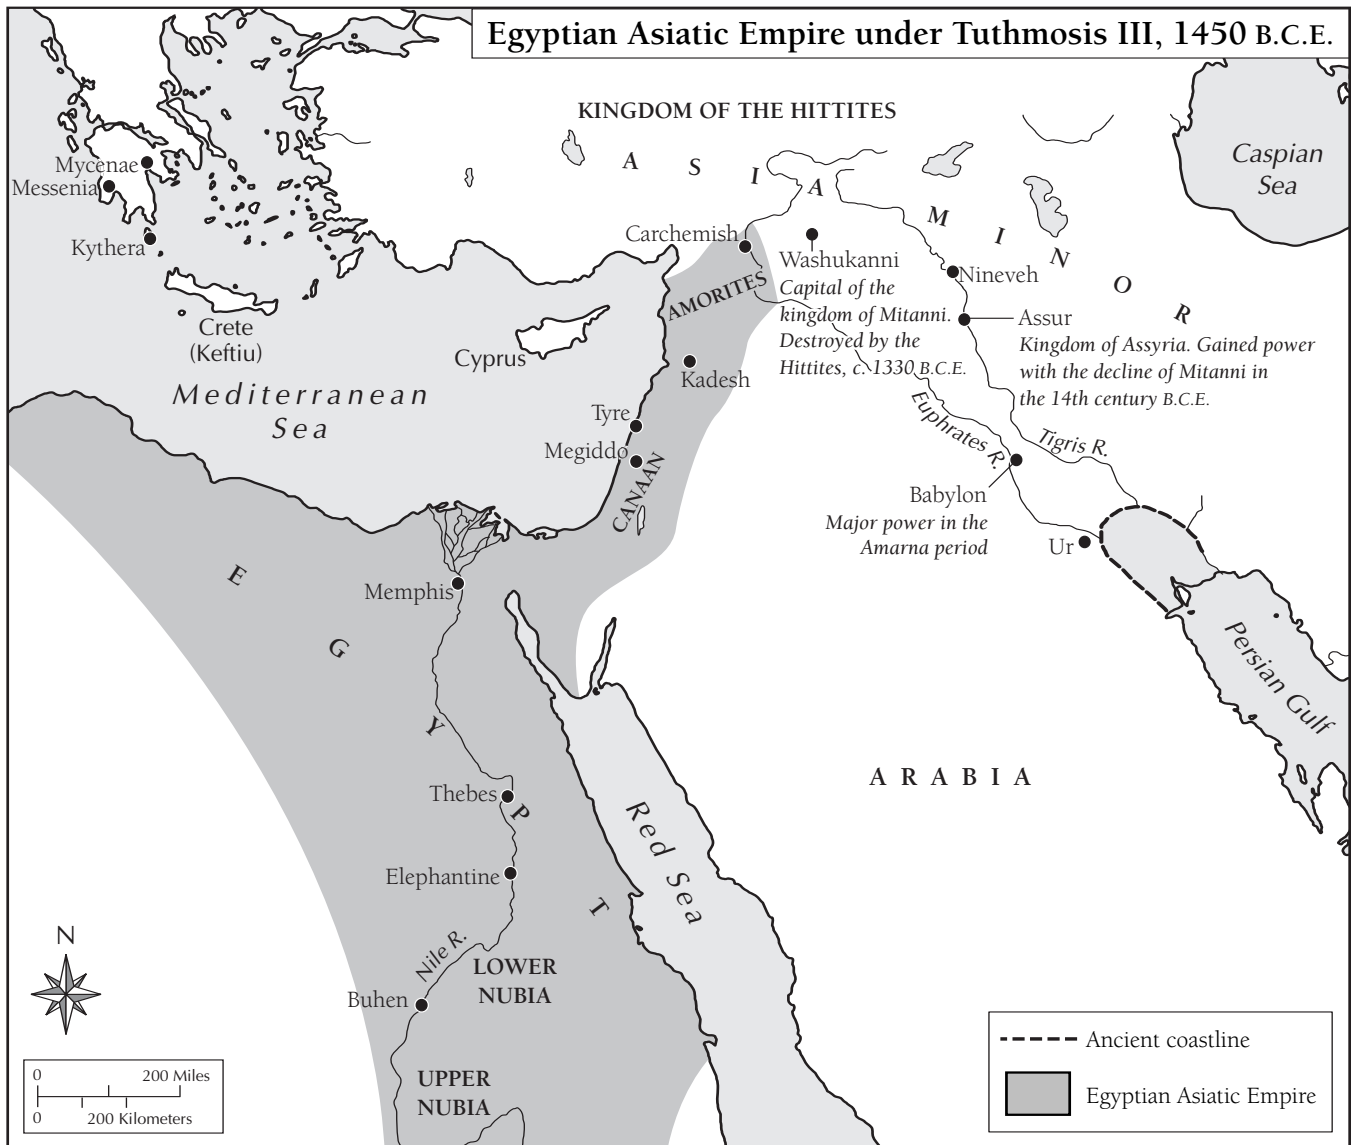 Egyptian Asiatic Empire under Tuthmosis III, 1450 B.C.E.
KINGDOM OF THE HITTITES
ASIA MINOR
Caspian
Sea
Mycenae
Messenia
Kythera
Carchemish
Washukanni
Capital of the
kingdom of Mitanni.
Destroyed by the
Hittites, c. 1330 B.C.E.
Nineveh
AMORITES
Assur
Kingdom of Assyria. Gained power
with the decline of Mitanni in
the 14th century B.C.E.
Crete
(Keftiu)
Cyprus
Kadesh
Mediterranean
Sea
Tyre
Megiddo
CANAAN
Euphrates R.
Tigris R.
Babylon
Major power in the
Amarna period
Ur
EGYPT
Memphis
Persian Gulf
Thebes
ARABIA
Red Sea
Elephantine
Nile R.
LOWER
NUBIA
Buhen
UPPER
NUBIA
N
0 200 Miles
0 200 Kilometers
Ancient coastline
Egyptian Asiatic Empire